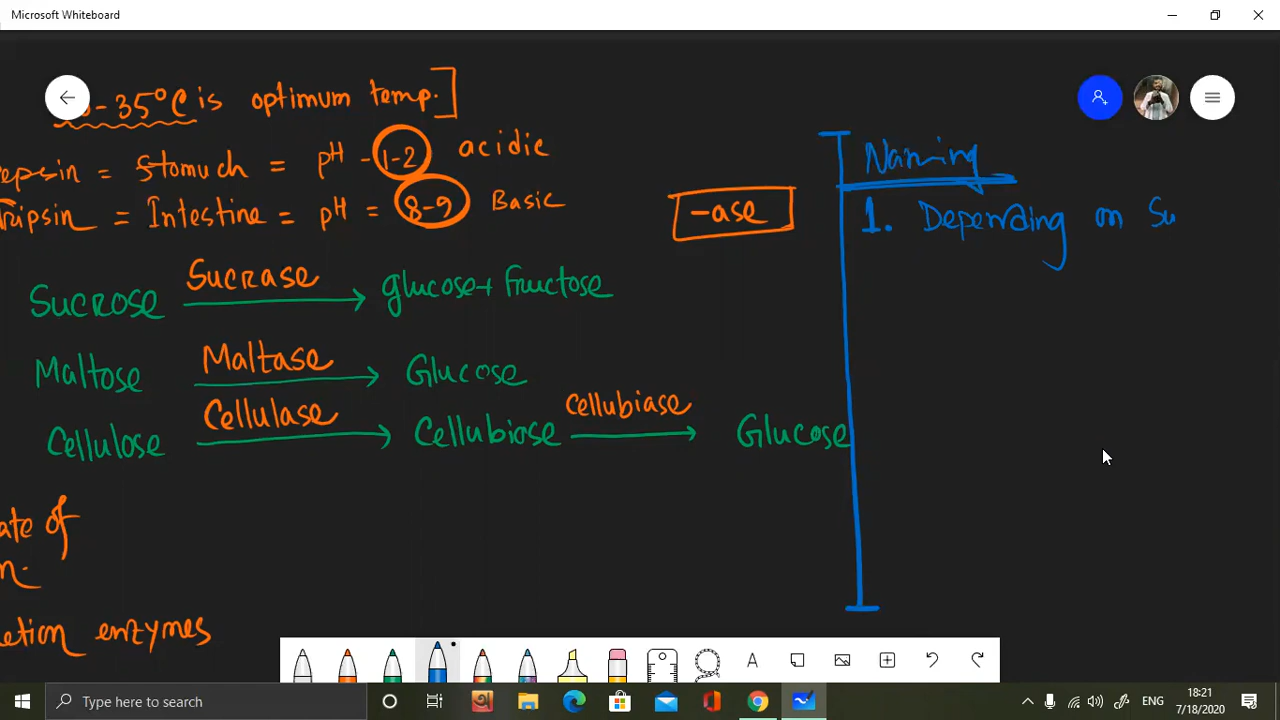 Microsoft Whiteboard
- 35°C is optimum temp.]
epsin = Stomuch = pH - 1-2 acidic
Tripsin = Intestine = pH = 8-9 Basic
-ase
Sucrose Sucrase glucose + fructose
Maltose Maltase Glucose
Cellulose Cellulase Cellubiose Cellubiase Glucose
ate of
n.
etion enzymes
Naming
1. Depending on Su
Type here to search
ENG
18:21
7/18/2020